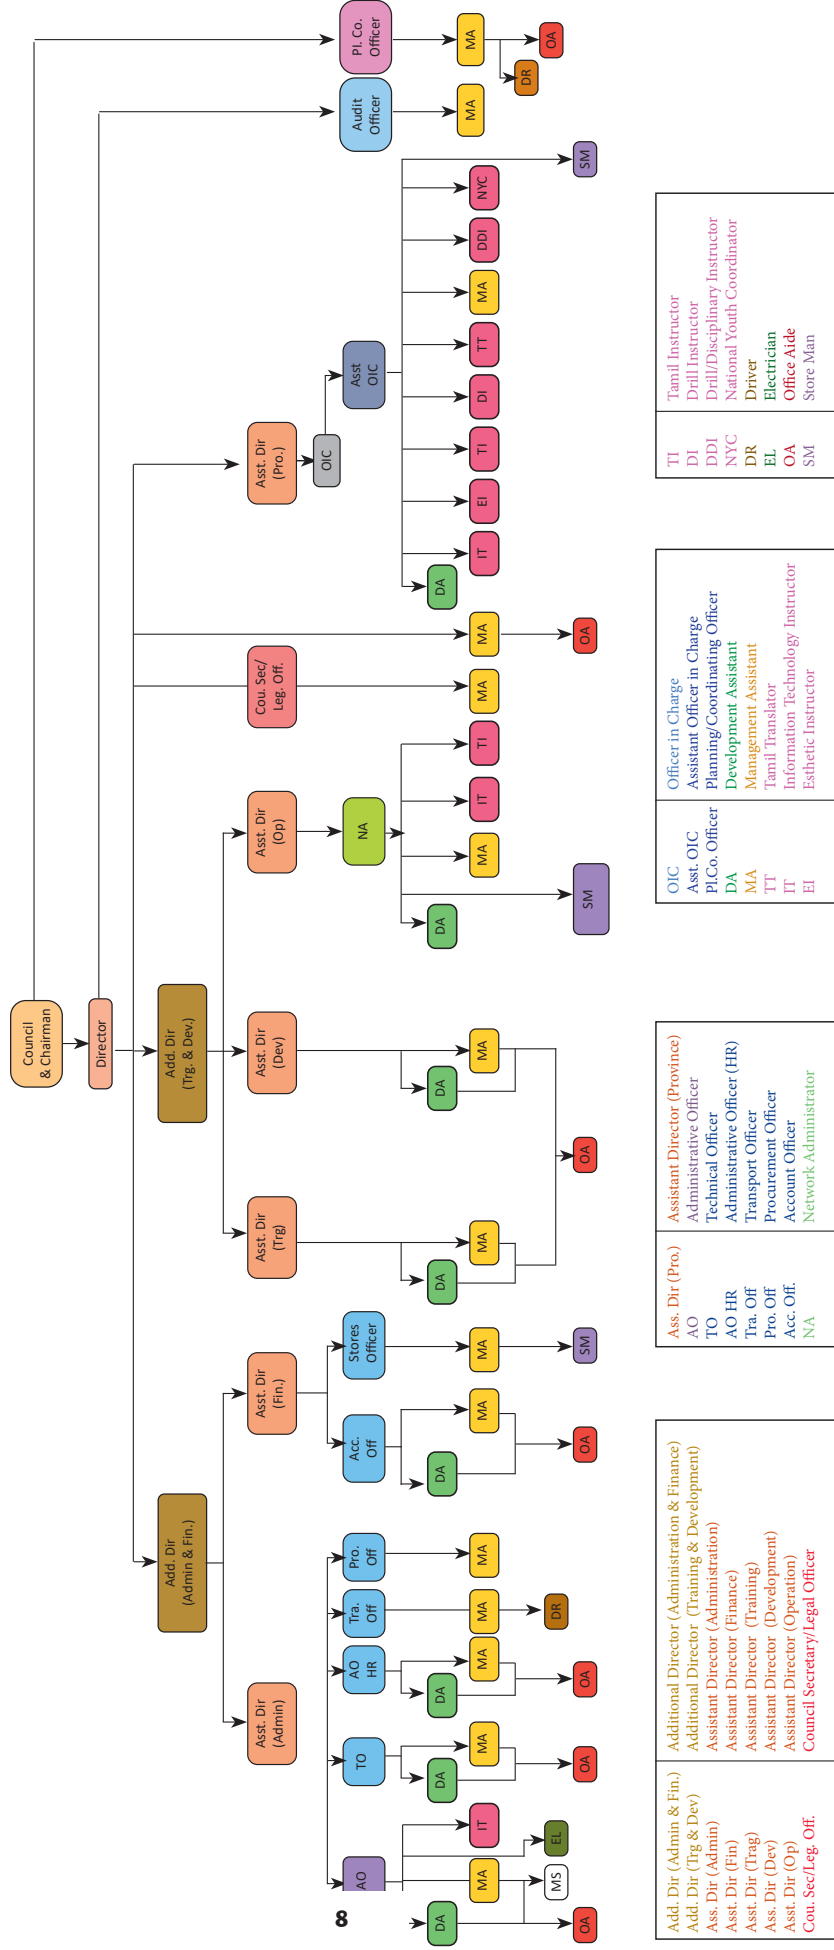 Council
& Chairman
Director
Pl. Co.
Officer
Audit
Officer
Add. Dir
(Admin & Fin.)
Add. Dir
(Trg. & Dev.)
Asst. Dir
(Admin)
Asst. Dir
(Fin.)
Asst. Dir
(Trg)
Asst. Dir
(Dev)
Asst. Dir
(Op)
Cou. Sec/
Leg. Off.
Asst. Dir
(Pro.)
OIC
AO
TO
AO
HR
Tra.
Off
Pro.
Off
Acc.
Off
Stores
Officer
NA
Asst
OIC
DA
DA
DA
DA
DA
DA
DA
DA
MA
IT
MA
MA
MA
MA
MA
MA
MA
MA
MA
IT
TI
MA
MA
IT
EI
TI
DI
TT
MA
DDI
NYC
MA
MA
MS
EL
DR
DR
OA
OA
OA
OA
SM
OA
SM
OA
SM
OA
8
Add. Dir (Admin & Fin.) Additional Director (Administration & Finance)
Add. Dir (Trg & Dev) Additional Director (Training & Development)
Ass. Dir (Admin) Assistant Director (Administration)
Asst. Dir (Fin) Assistant Director (Finance)
Asst. Dir (Trag) Assistant Director (Training)
Ass. Dir (Dev) Assistant Director (Development)
Asst. Dir (Op) Assistant Director (Operation)
Cou. Sec/Leg. Off. Council Secretary/Legal Officer
Ass. Dir (Pro.) Assistant Director (Province)
AO Administrative Officer
TO Technical Officer
AO HR Administrative Officer (HR)
Tra. Off Transport Officer
Pro. Off Procurement Officer
Acc. Off. Account Officer
NA Network Administrator
OIC Officer in Charge
Asst. OIC Assistant Officer in Charge
Pl.Co. Officer Planning/Coordinating Officer
DA Development Assistant
MA Management Assistant
TT Tamil Translator
IT Information Technology Instructor
EI Esthetic Instructor
TI Tamil Instructor
DI Drill Instructor
DDI Drill/Disciplinary Instructor
NYC National Youth Coordinator
DR Driver
EL Electrician
OA Office Aide
SM Store Man